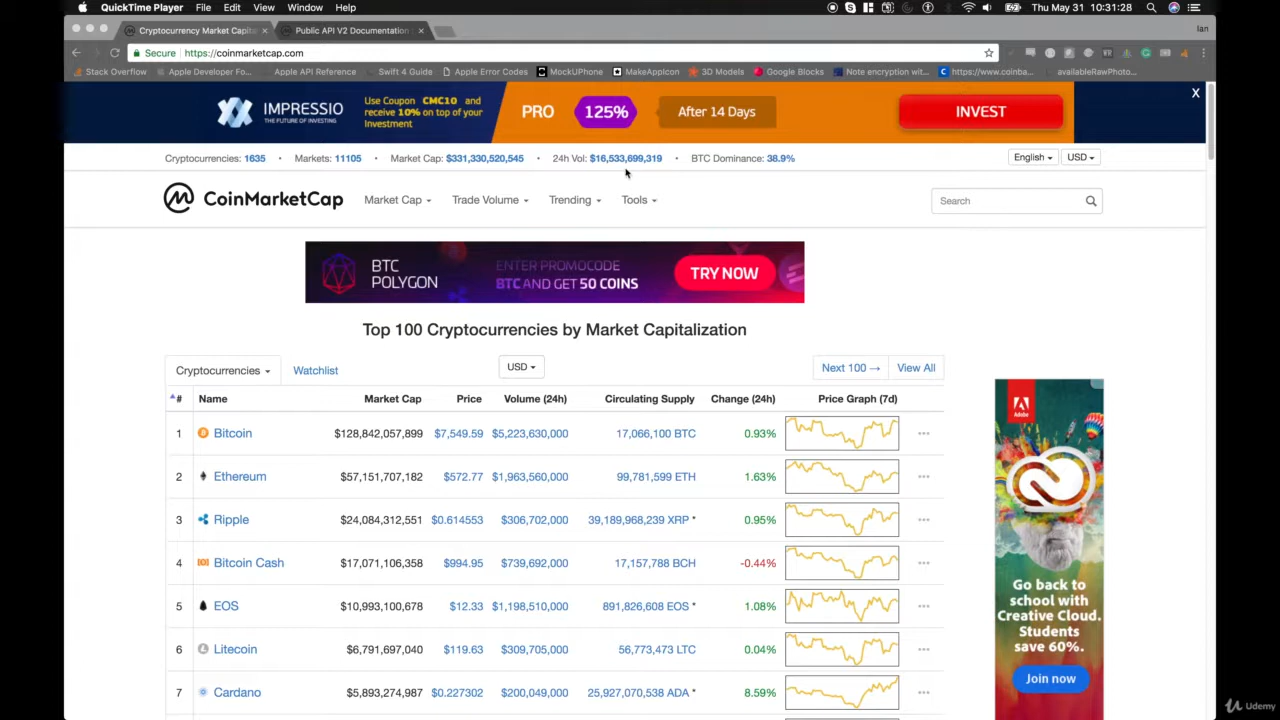 QuickTime Player File Edit View Window Help
Thu May 31 10:31:28
Cryptocurrency Market Capita
Public API V2 Documentation
Ian
Secure https://coinmarketcap.com
Stack Overflow Apple Developer Fo... Apple API Reference Swift 4 Guide Apple Error Codes MockUPhone MakeAppIcon 3D Models Google Blocks Note encryption wit... https://www.coinba... availableRawPhoto...
IMPRESSIO
THE FUTURE OF INVESTING
Use Coupon CMC10 and
receive 10% on top of your
Investment
PRO 125% After 14 Days INVEST
X
Cryptocurrencies: 1635 • Markets: 11105 • Market Cap: $331,330,520,545 • 24h Vol: $16,533,699,319 • BTC Dominance: 38.9%
English USD
CoinMarketCap Market Cap Trade Volume Trending Tools
Search
BTC
POLYGON
ENTER PROMOCODE
BTC AND GET 50 COINS
TRY NOW
Top 100 Cryptocurrencies by Market Capitalization
Cryptocurrencies Watchlist USD Next 100 → View All
# Name Market Cap Price Volume (24h) Circulating Supply Change (24h) Price Graph (7d)
1 Bitcoin $128,842,057,899 $7,549.59 $5,223,630,000 17,066,100 BTC 0.93%
2 Ethereum $57,151,707,182 $572.77 $1,963,560,000 99,781,599 ETH 1.63%
3 Ripple $24,084,312,551 $0.614553 $306,702,000 39,189,968,239 XRP * 0.95%
4 Bitcoin Cash $17,071,106,358 $994.95 $739,692,000 17,157,788 BCH -0.44%
5 EOS $10,993,100,678 $12.33 $1,198,510,000 891,826,608 EOS * 1.08%
6 Litecoin $6,791,697,040 $119.63 $309,705,000 56,773,473 LTC 0.04%
7 Cardano $5,893,274,987 $0.227302 $200,049,000 25,927,070,538 ADA * 8.59%
Adobe
Go back to
school with
Creative Cloud.
Students
save 60%.
Join now
Udemy